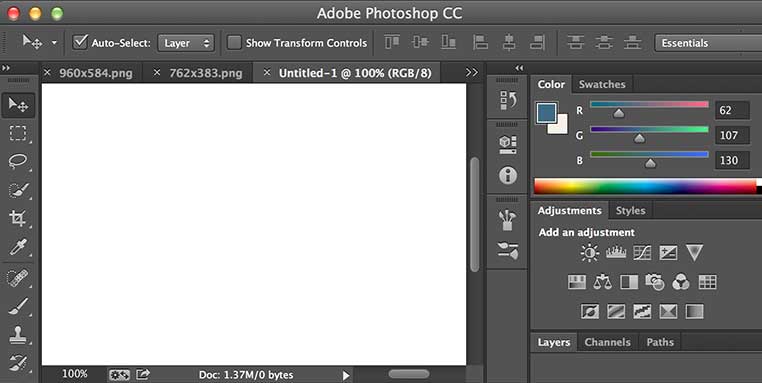 Adobe Photoshop CC
Auto-Select: Layer Show Transform Controls Essentials
960x584.png 762x383.png Untitled-1 @ 100% (RGB/8)
Color Swatches
R 62
G 107
B 130
Adjustments Styles
Add an adjustment
Layers Channels Paths
100% Doc: 1.37M/0 bytes